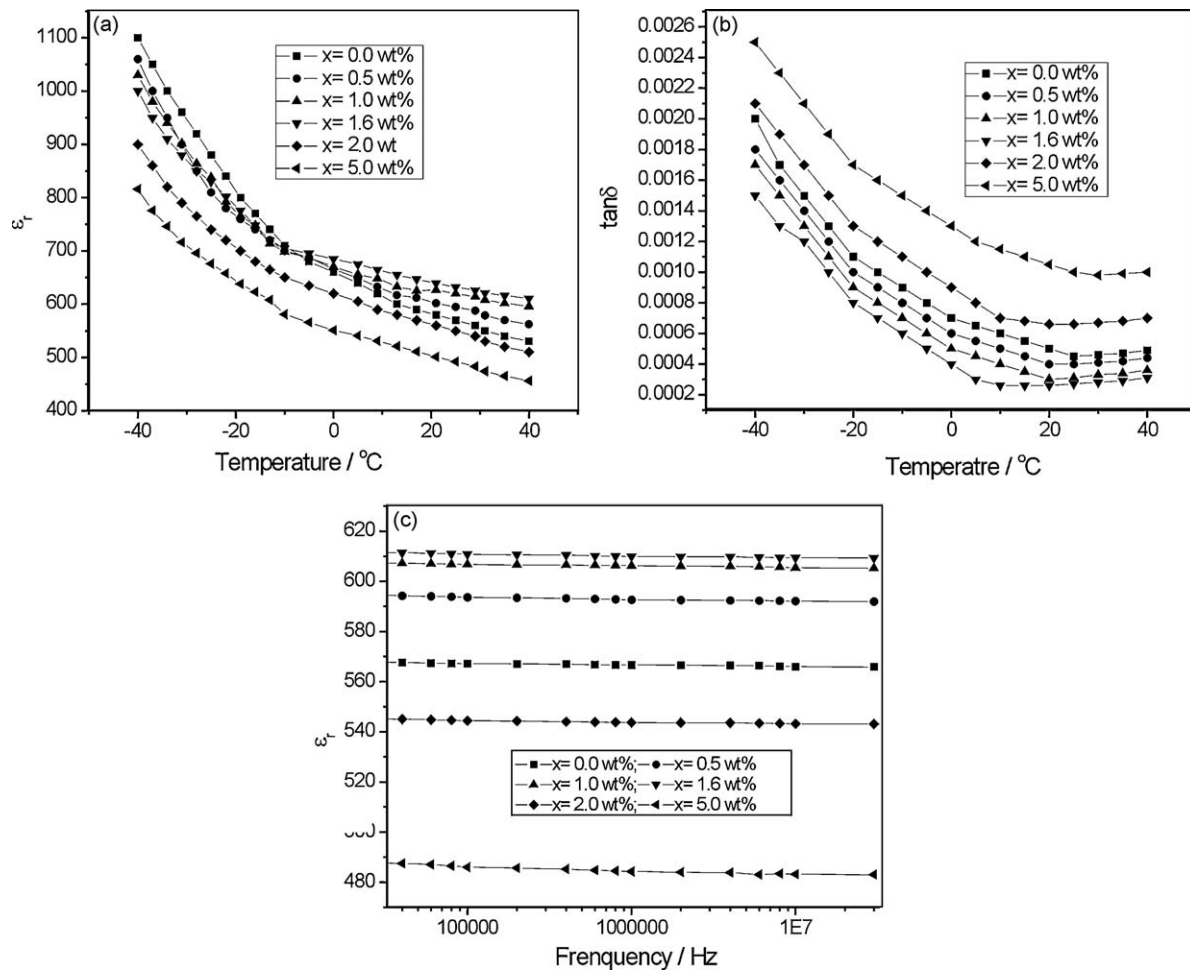 (a)
1100
1000
900
800
700
600
500
400
εr
x= 0.0 wt%
x= 0.5 wt%
x= 1.0 wt%
x= 1.6 wt%
x= 2.0 wt
x= 5.0 wt%
-40 -20 0 20 40
Temperature / °C
(b)
0.0026
0.0024
0.0022
0.0020
0.0018
0.0016
0.0014
0.0012
0.0010
0.0008
0.0006
0.0004
0.0002
tanδ
x= 0.0 wt%
x= 0.5 wt%
x= 1.0 wt%
x= 1.6 wt%
x= 2.0 wt%
x= 5.0 wt%
-40 -20 0 20 40
Temperatre / °C
(c)
620
600
580
560
540
520
480
εr
x= 0.0 wt%; x= 0.5 wt%
x= 1.0 wt%; x= 1.6 wt%
x= 2.0 wt%; x= 5.0 wt%
100000 1000000 1E7
Frenquency / Hz